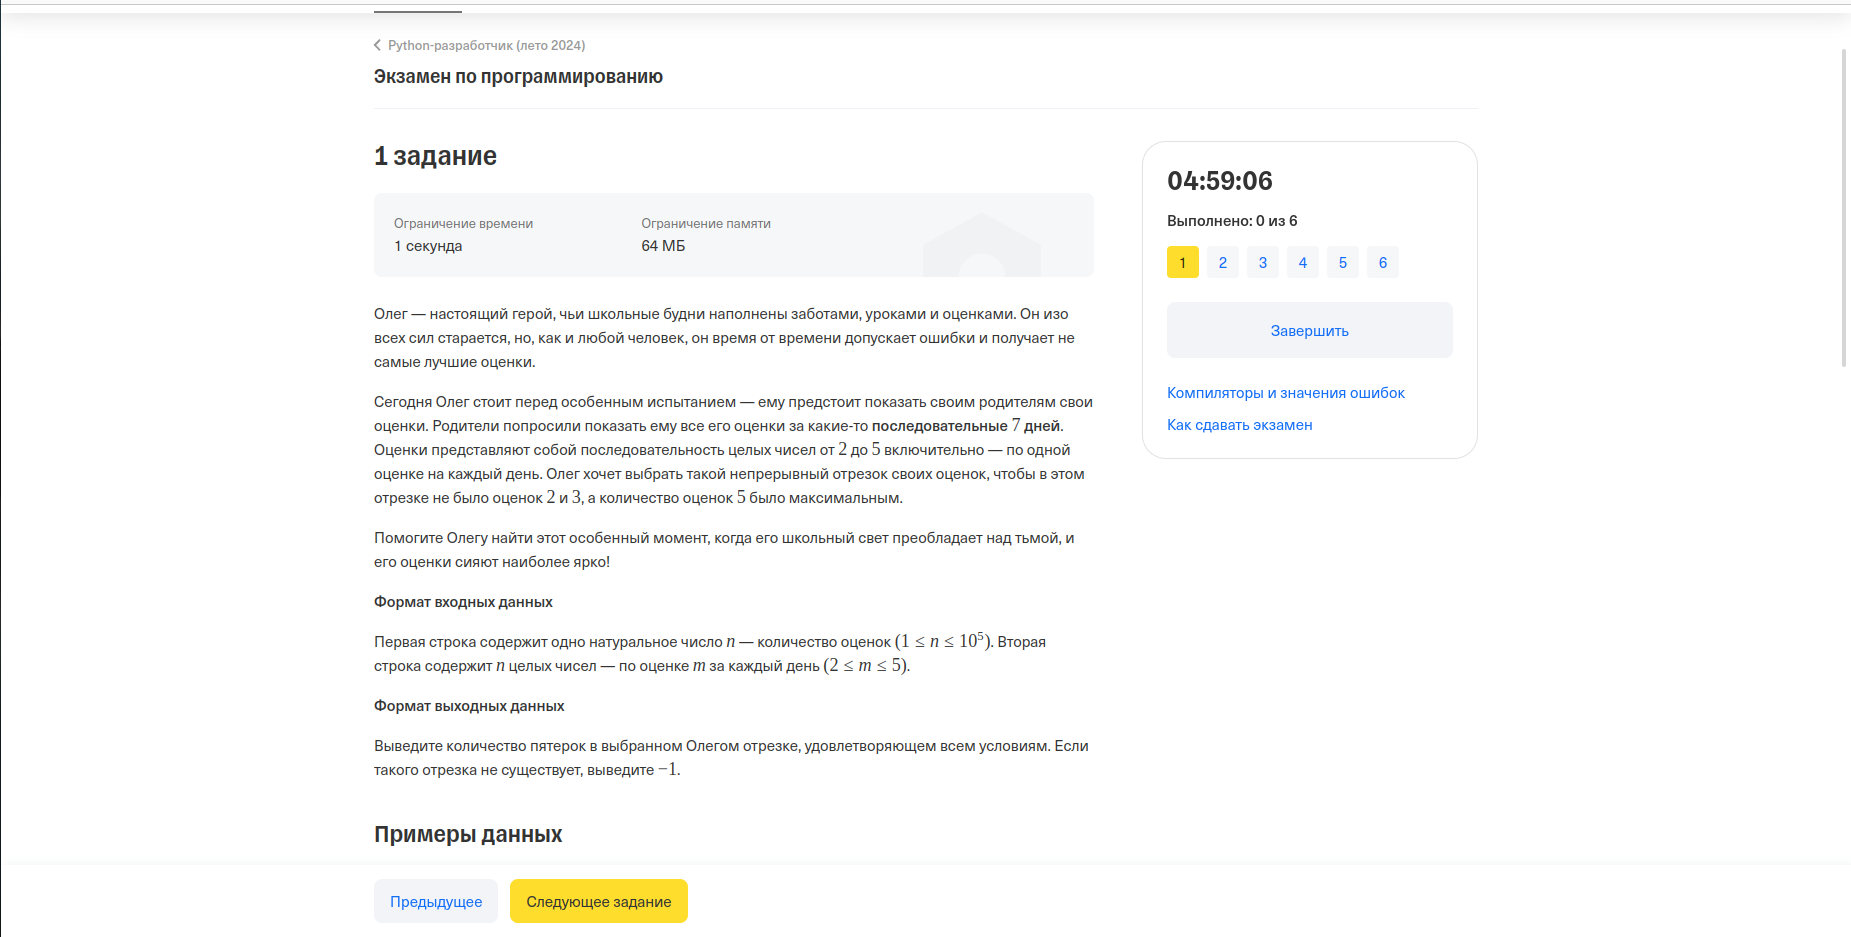 Python-разработчик (лето 2024)
Экзамен по программированию
1 задание
Ограничение времени
1 секунда
Ограничение памяти
64 МБ
Олег — настоящий герой, чьи школьные будни наполнены заботами, уроками и оценками. Он изо
всех сил старается, но, как и любой человек, он время от времени допускает ошибки и получает не
самые лучшие оценки.
Сегодня Олег стоит перед особенным испытанием — ему предстоит показать своим родителям свои
оценки. Родители попросили показать ему все его оценки за какие-то последовательные 7 дней.
Оценки представляют собой последовательность целых чисел от 2 до 5 включительно — по одной
оценке на каждый день. Олег хочет выбрать такой непрерывный отрезок своих оценок, чтобы в этом
отрезке не было оценок 2 и 3, а количество оценок 5 было максимальным.
Помогите Олегу найти этот особенный момент, когда его школьный свет преобладает над тьмой, и
его оценки сияют наиболее ярко!
Формат входных данных
Первая строка содержит одно натуральное число n — количество оценок (1 ≤ n ≤ 10⁵). Вторая
строка содержит n целых чисел — по оценке m за каждый день (2 ≤ m ≤ 5).
Формат выходных данных
Выведите количество пятерок в выбранном Олегом отрезке, удовлетворяющем всем условиям. Если
такого отрезка не существует, выведите −1.
Примеры данных
Предыдущее
Следующее задание
04:59:06
Выполнено: 0 из 6
1 2 3 4 5 6
Завершить
Компиляторы и значения ошибок
Как сдавать экзамен